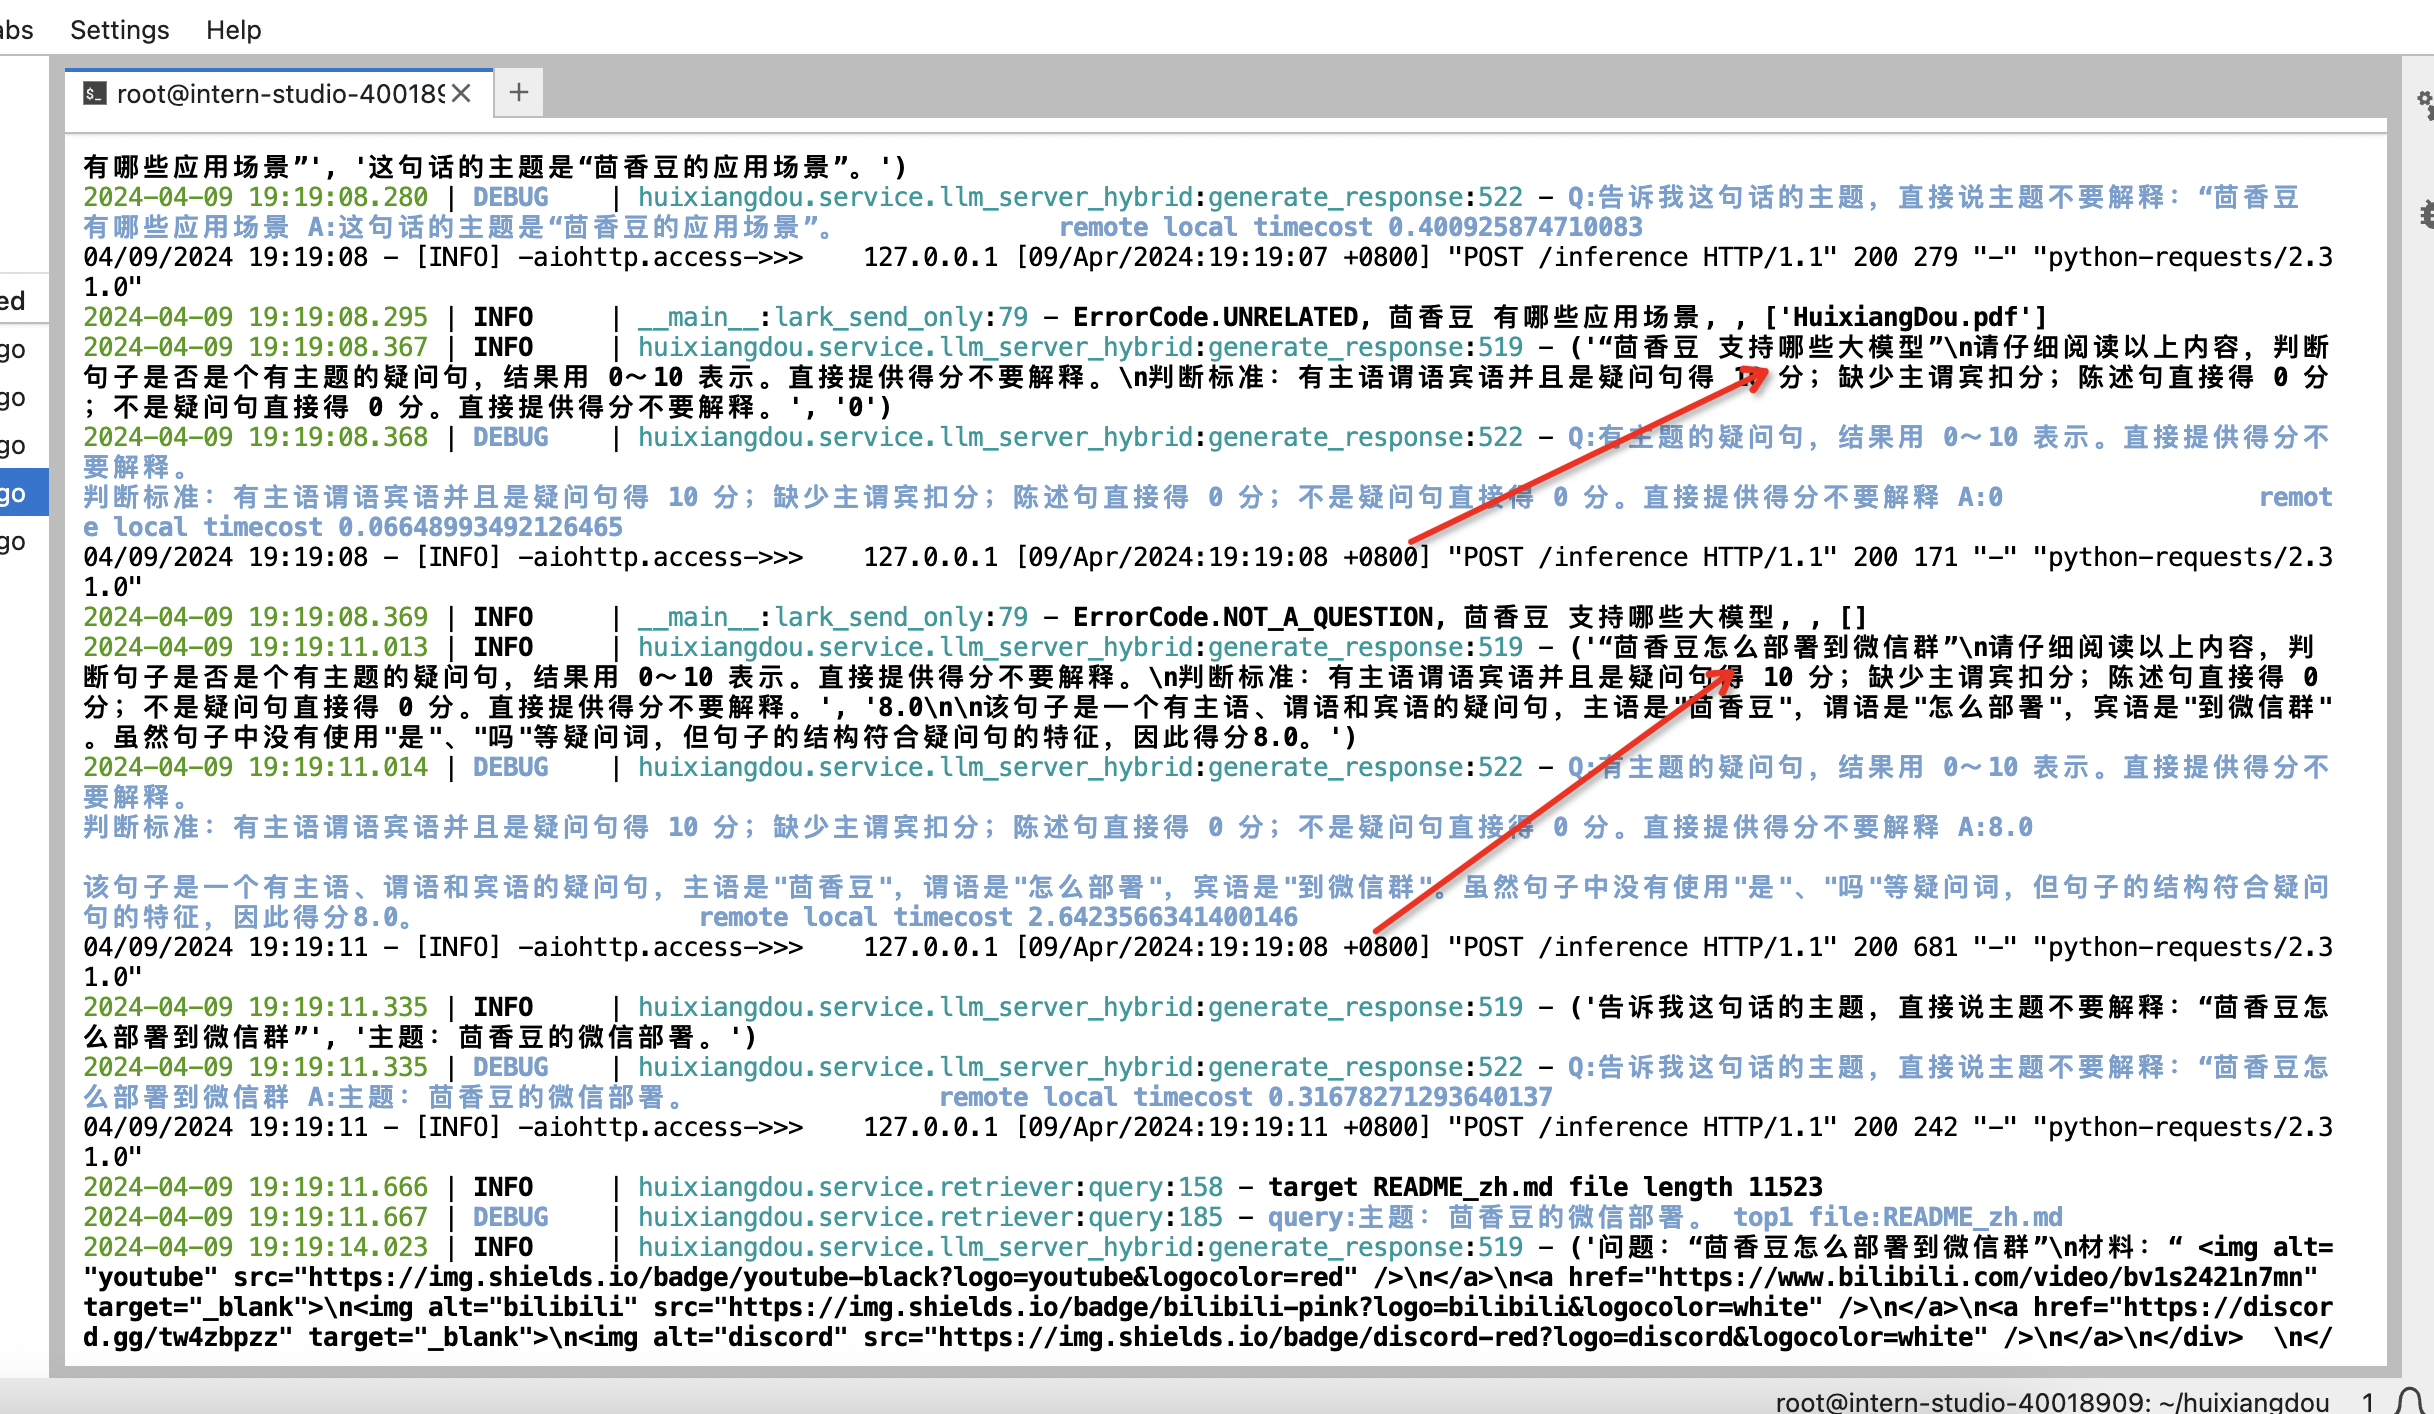 abs Settings Help
root@intern-studio-400189
有哪些应用场景”', '这句话的主题是“茴香豆的应用场景”。')
2024-04-09 19:19:08.280 | DEBUG    | huixiangdou.service.llm_server_hybrid:generate_response:522 - Q:告诉我这句话的主题，直接说主题不要解释：“茴香豆
有哪些应用场景 A:这句话的主题是“茴香豆的应用场景”。 remote local timecost 0.400925874710083
04/09/2024 19:19:08 - [INFO] -aiohttp.access->>>    127.0.0.1 [09/Apr/2024:19:19:07 +0800] "POST /inference HTTP/1.1" 200 279 "-" "python-requests/2.3
1.0"
2024-04-09 19:19:08.295 | INFO     | __main__:lark_send_only:79 - ErrorCode.UNRELATED, 茴香豆 有哪些应用场景, , ['HuixiangDou.pdf']
2024-04-09 19:19:08.367 | INFO     | huixiangdou.service.llm_server_hybrid:generate_response:519 - ('“茴香豆 支持哪些大模型”\n请仔细阅读以上内容，判断
句子是否是个有主题的疑问句，结果用 0～10 表示。直接提供得分不要解释。\n判断标准：有主语谓语宾语并且是疑问句得 10 分；缺少主谓宾扣分；陈述句直接得 0 分
；不是疑问句直接得 0 分。直接提供得分不要解释。', '0')
2024-04-09 19:19:08.368 | DEBUG    | huixiangdou.service.llm_server_hybrid:generate_response:522 - Q:有主题的疑问句，结果用 0～10 表示。直接提供得分不
要解释。
判断标准：有主语谓语宾语并且是疑问句得 10 分；缺少主谓宾扣分；陈述句直接得 0 分；不是疑问句直接得 0 分。直接提供得分不要解释 A:0 remot
e local timecost 0.06648993492126465
04/09/2024 19:19:08 - [INFO] -aiohttp.access->>>    127.0.0.1 [09/Apr/2024:19:19:08 +0800] "POST /inference HTTP/1.1" 200 171 "-" "python-requests/2.3
1.0"
2024-04-09 19:19:08.369 | INFO     | __main__:lark_send_only:79 - ErrorCode.NOT_A_QUESTION, 茴香豆 支持哪些大模型, , []
2024-04-09 19:19:11.013 | INFO     | huixiangdou.service.llm_server_hybrid:generate_response:519 - ('“茴香豆怎么部署到微信群”\n请仔细阅读以上内容，判
断句子是否是个有主题的疑问句，结果用 0～10 表示。直接提供得分不要解释。\n判断标准：有主语谓语宾语并且是疑问句得 10 分；缺少主谓宾扣分；陈述句直接得 0
分；不是疑问句直接得 0 分。直接提供得分不要解释。', '8.0\n\n该句子是一个有主语、谓语和宾语的疑问句，主语是"茴香豆"，谓语是"怎么部署"，宾语是"到微信群"
。虽然句子中没有使用"是"、"吗"等疑问词，但句子的结构符合疑问句的特征，因此得分8.0。')
2024-04-09 19:19:11.014 | DEBUG    | huixiangdou.service.llm_server_hybrid:generate_response:522 - Q:有主题的疑问句，结果用 0～10 表示。直接提供得分不
要解释。
判断标准：有主语谓语宾语并且是疑问句得 10 分；缺少主谓宾扣分；陈述句直接得 0 分；不是疑问句直接得 0 分。直接提供得分不要解释 A:8.0
该句子是一个有主语、谓语和宾语的疑问句，主语是"茴香豆"，谓语是"怎么部署"，宾语是"到微信群"。虽然句子中没有使用"是"、"吗"等疑问词，但句子的结构符合疑问
句的特征，因此得分8.0。 remote local timecost 2.6423566341400146
04/09/2024 19:19:11 - [INFO] -aiohttp.access->>>    127.0.0.1 [09/Apr/2024:19:19:08 +0800] "POST /inference HTTP/1.1" 200 681 "-" "python-requests/2.3
1.0"
2024-04-09 19:19:11.335 | INFO     | huixiangdou.service.llm_server_hybrid:generate_response:519 - ('告诉我这句话的主题，直接说主题不要解释：“茴香豆怎
么部署到微信群”', '主题：茴香豆的微信部署。')
2024-04-09 19:19:11.335 | DEBUG    | huixiangdou.service.llm_server_hybrid:generate_response:522 - Q:告诉我这句话的主题，直接说主题不要解释：“茴香豆怎
么部署到微信群 A:主题：茴香豆的微信部署。 remote local timecost 0.31678271293640137
04/09/2024 19:19:11 - [INFO] -aiohttp.access->>>    127.0.0.1 [09/Apr/2024:19:19:11 +0800] "POST /inference HTTP/1.1" 200 242 "-" "python-requests/2.3
1.0"
2024-04-09 19:19:11.666 | INFO     | huixiangdou.service.retriever:query:158 - target README_zh.md file length 11523
2024-04-09 19:19:11.667 | DEBUG    | huixiangdou.service.retriever:query:185 - query:主题：茴香豆的微信部署。 top1 file:README_zh.md
2024-04-09 19:19:14.023 | INFO     | huixiangdou.service.llm_server_hybrid:generate_response:519 - ('问题：“茴香豆怎么部署到微信群”\n材料：“ <img alt=
"youtube" src="https://img.shields.io/badge/youtube-black?logo=youtube&logocolor=red" />\n</a>\n<a href="https://www.bilibili.com/video/bv1s2421n7mn"
target="_blank">\n<img alt="bilibili" src="https://img.shields.io/badge/bilibili-pink?logo=bilibili&logocolor=white" />\n</a>\n<a href="https://discor
d.gg/tw4zbpzz" target="_blank">\n<img alt="discord" src="https://img.shields.io/badge/discord-red?logo=discord&logocolor=white" />\n</a>\n</div>  \n</
ed
go
go
go
go
go
root@intern-studio-40018909: ~/huixiangdou 1